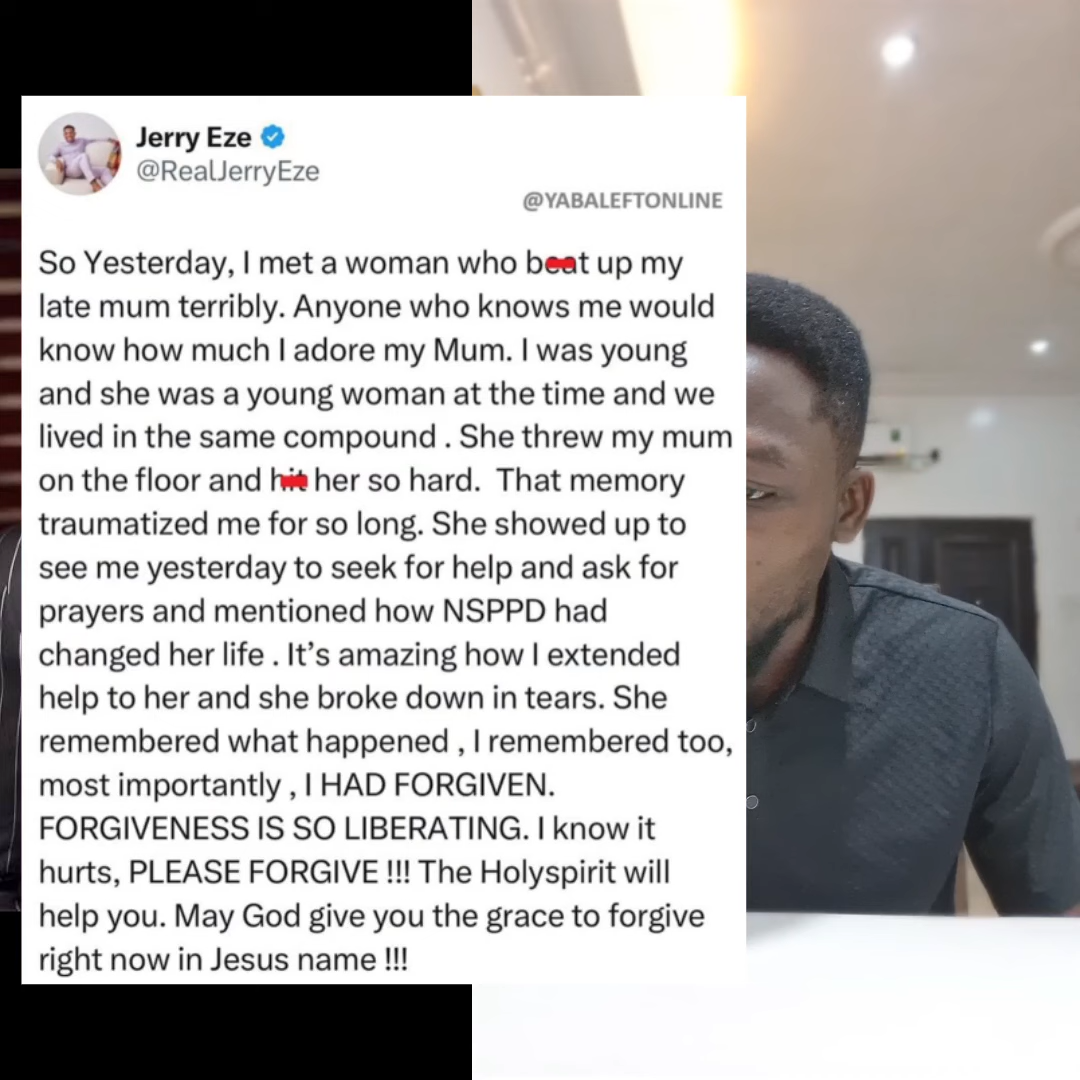 Jerry Eze
@RealJerryEze
@YABALEFTONLINE
So Yesterday, I met a woman who beat up my
late mum terribly. Anyone who knows me would
know how much I adore my Mum. I was young
and she was a young woman at the time and we
lived in the same compound . She threw my mum
on the floor and hit her so hard.  That memory
traumatized me for so long. She showed up to
see me yesterday to seek for help and ask for
prayers and mentioned how NSPPD had
changed her life . It’s amazing how I extended
help to her and she broke down in tears. She
remembered what happened , I remembered too,
most importantly , I HAD FORGIVEN.
FORGIVENESS IS SO LIBERATING. I know it
hurts, PLEASE FORGIVE !!! The Holyspirit will
help you. May God give you the grace to forgive
right now in Jesus name !!!